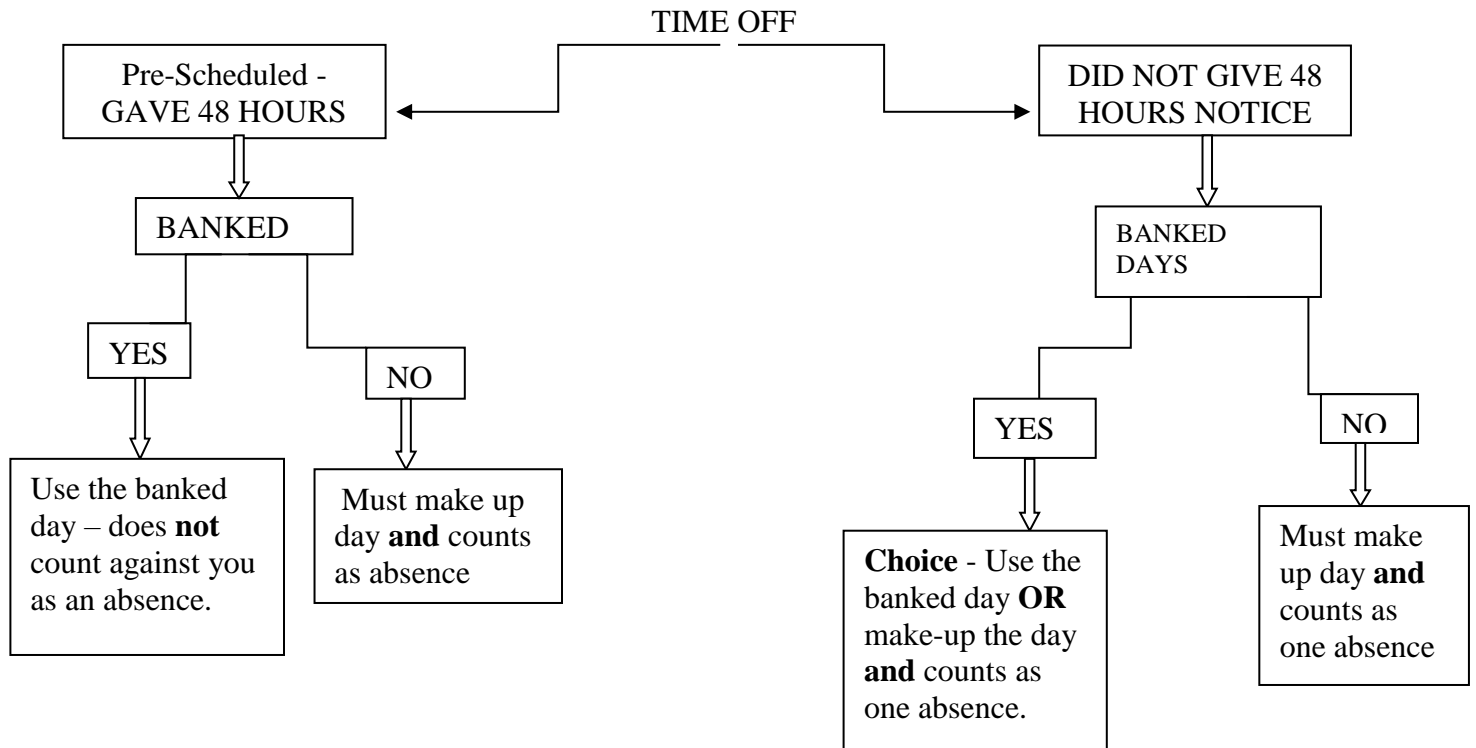 TIME OFF
Pre-Scheduled -
GAVE 48 HOURS
DID NOT GIVE 48
HOURS NOTICE
BANKED
BANKED
DAYS
YES
NO
YES
NO
Use the banked
day – does not
count against you
as an absence.
Must make up
day and counts
as absence
Choice - Use the
banked day OR
make-up the day
and counts as
one absence.
Must make
up day and
counts as
one absence